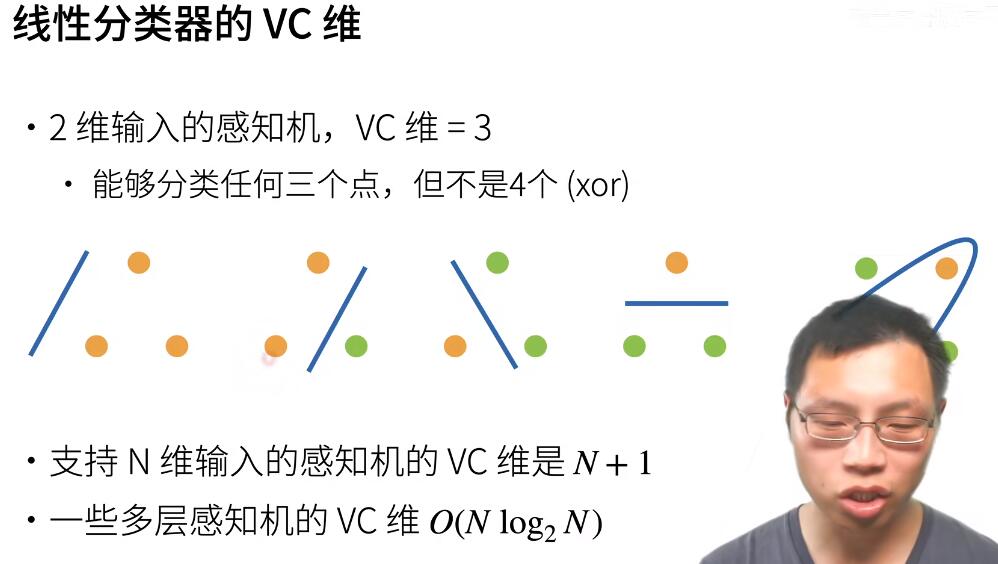 线性分类器的 VC 维
• 2 维输入的感知机，VC 维 = 3
• 能够分类任何三个点，但不是4个 (xor)
• 支持 N 维输入的感知机的 VC 维是 N + 1
• 一些多层感知机的 VC 维 O(N log₂ N)